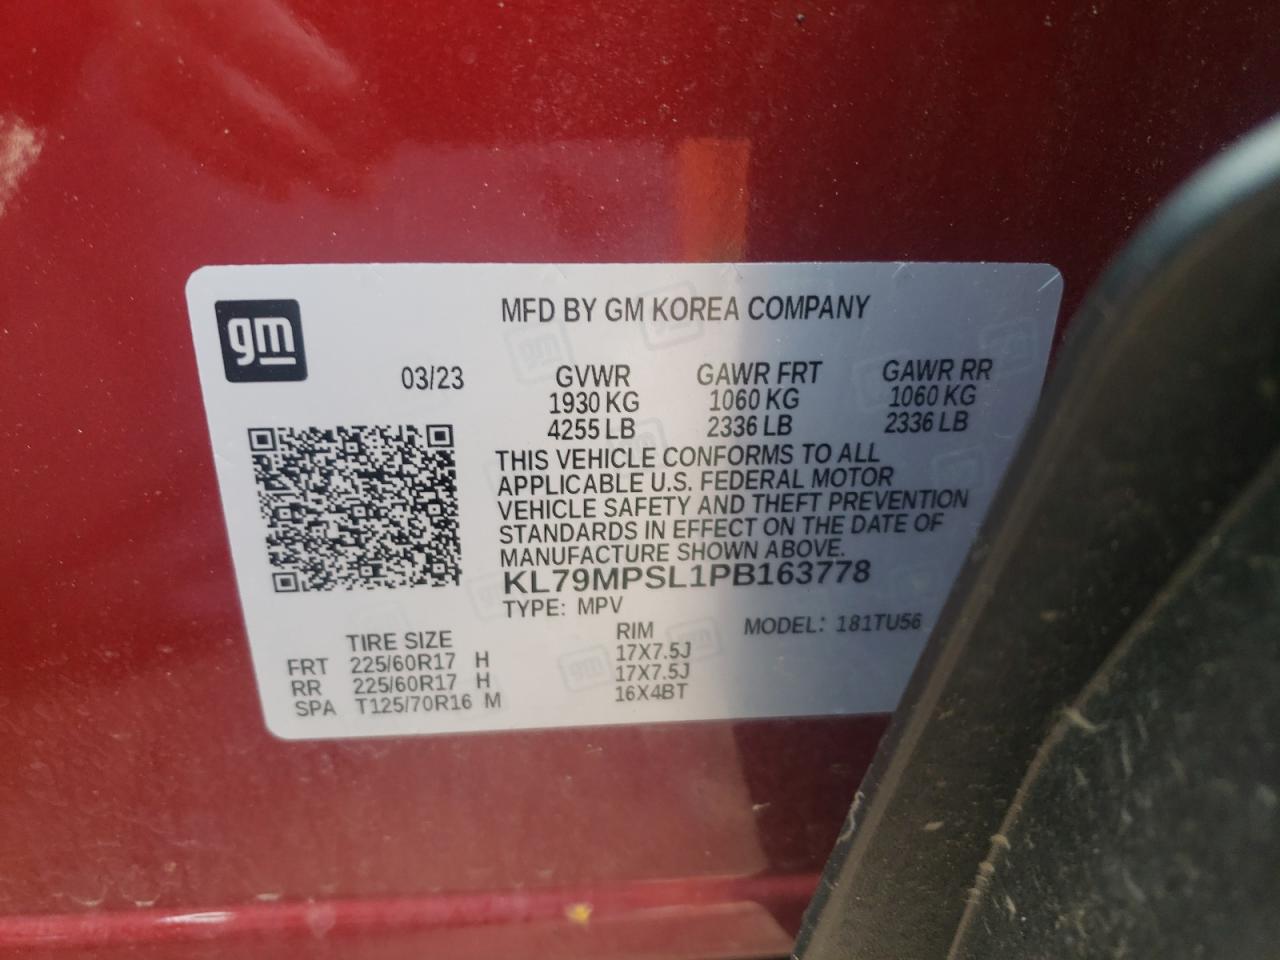 gm
MFD BY GM KOREA COMPANY
03/23
GVWR GAWR FRT GAWR RR
1930 KG 1060 KG 1060 KG
4255 LB 2336 LB 2336 LB
THIS VEHICLE CONFORMS TO ALL
APPLICABLE U.S. FEDERAL MOTOR
VEHICLE SAFETY AND THEFT PREVENTION
STANDARDS IN EFFECT ON THE DATE OF
MANUFACTURE SHOWN ABOVE.
KL79MPSL1PB163778
TYPE: MPV
MODEL: 181TU56
TIRE SIZE RIM
FRT 225/60R17 H 17X7.5J
RR 225/60R17 H 17X7.5J
SPA T125/70R16 M 16X4BT